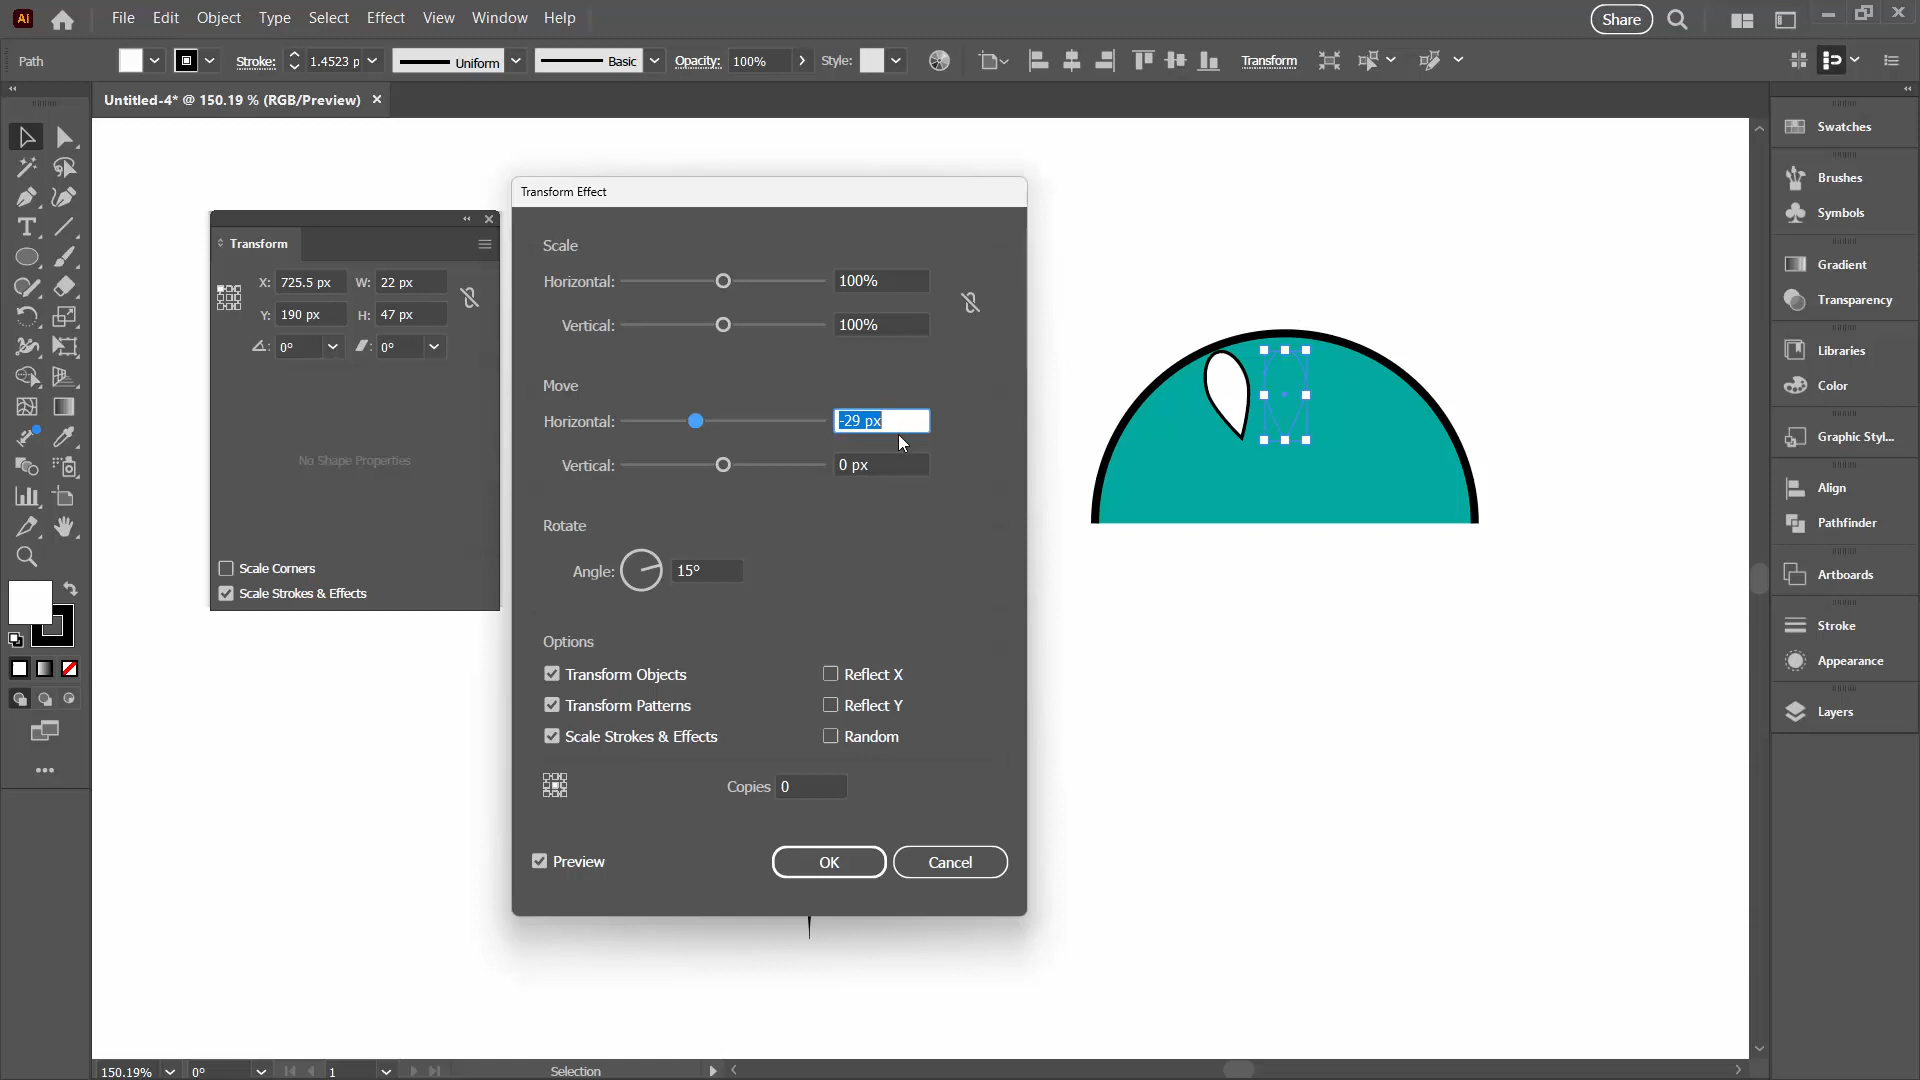 Ai File Edit Object Type Select Effect View Window Help Share
Path Stroke: 1.4523 p Uniform Basic Opacity: 100% Style: Transform
Untitled-4* @ 150.19 % (RGB/Preview)
Transform
X: 725.5 px W: 22 px
Y: 190 px H: 47 px
0° 0°
No Shape Properties
Scale Corners
Scale Strokes & Effects
Transform Effect
Scale
Horizontal: 100%
Vertical: 100%
Move
Horizontal: -29 px
Vertical: 0 px
Rotate
Angle: 15°
Options
Transform Objects Reflect X
Transform Patterns Reflect Y
Scale Strokes & Effects Random
Copies 0
Preview OK Cancel
Swatches
Brushes
Symbols
Gradient
Transparency
Libraries
Color
Graphic Styl...
Align
Pathfinder
Artboards
Stroke
Appearance
Layers
150.19% 0° 1 Selection